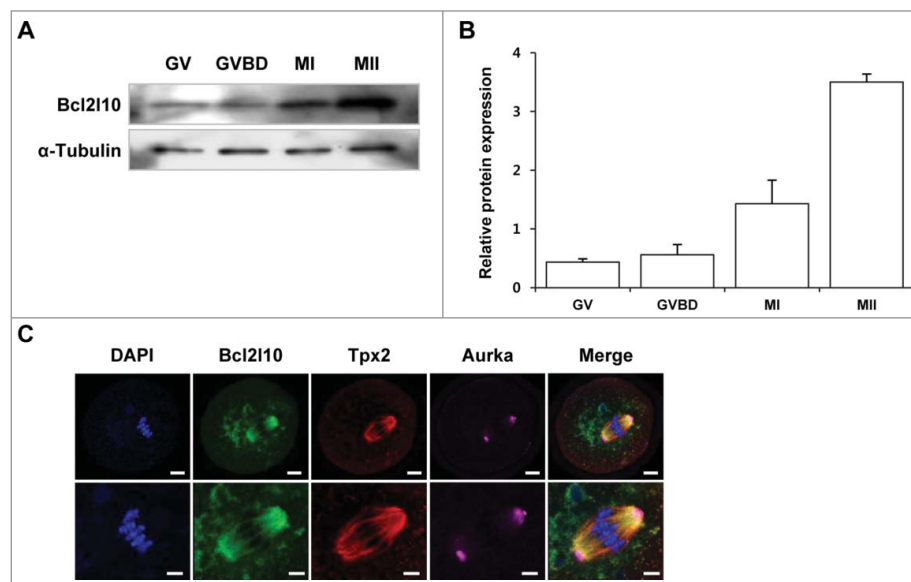 A
GV GVBD MI MII
Bcl2l10
α-Tubulin
B
Relative protein expression
4
3
2
1
0
GV GVBD MI MII
C
DAPI Bcl2l10 Tpx2 Aurka Merge